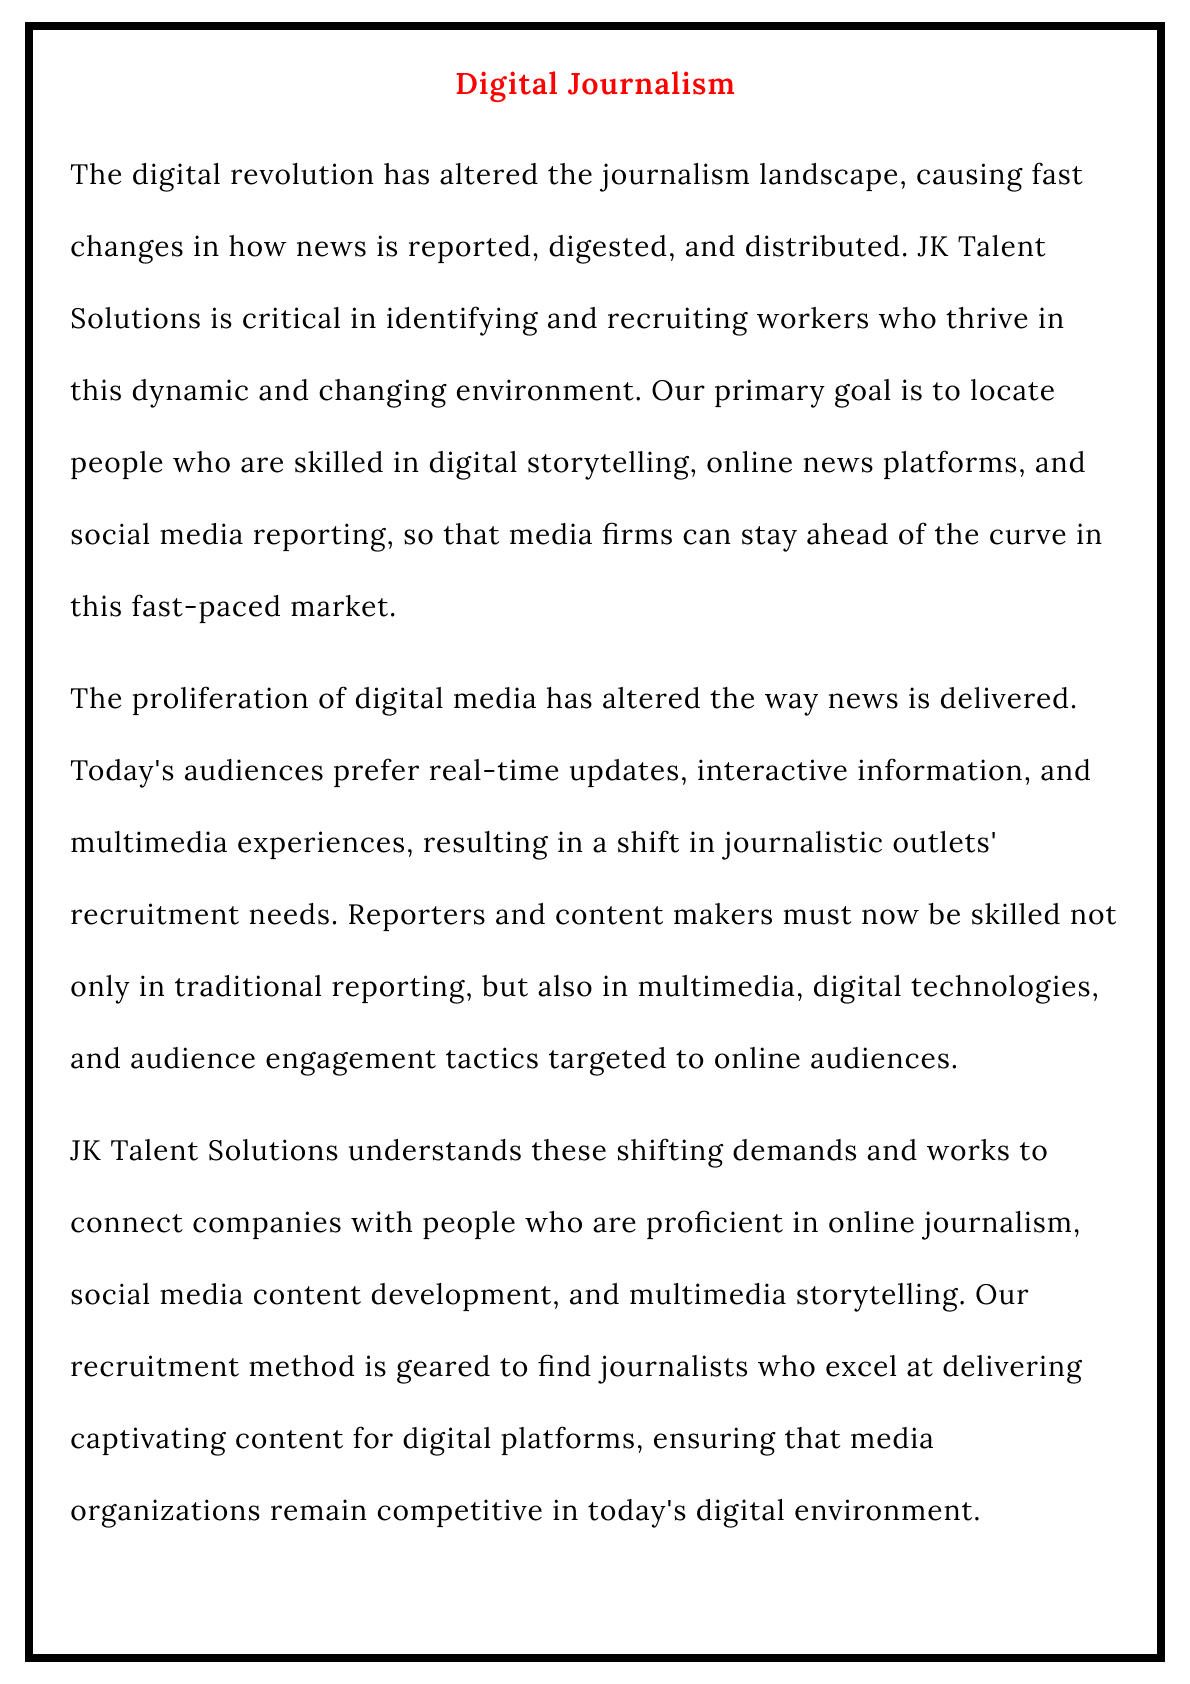 Digital Journalism
The digital revolution has altered the journalism landscape, causing fast
changes in how news is reported, digested, and distributed. JK Talent
Solutions is critical in identifying and recruiting workers who thrive in
this dynamic and changing environment. Our primary goal is to locate
people who are skilled in digital storytelling, online news platforms, and
social media reporting, so that media firms can stay ahead of the curve in
this fast-paced market.
The proliferation of digital media has altered the way news is delivered.
Today's audiences prefer real-time updates, interactive information, and
multimedia experiences, resulting in a shift in journalistic outlets'
recruitment needs. Reporters and content makers must now be skilled not
only in traditional reporting, but also in multimedia, digital technologies,
and audience engagement tactics targeted to online audiences.
JK Talent Solutions understands these shifting demands and works to
connect companies with people who are proficient in online journalism,
social media content development, and multimedia storytelling. Our
recruitment method is geared to find journalists who excel at delivering
captivating content for digital platforms, ensuring that media
organizations remain competitive in today's digital environment.